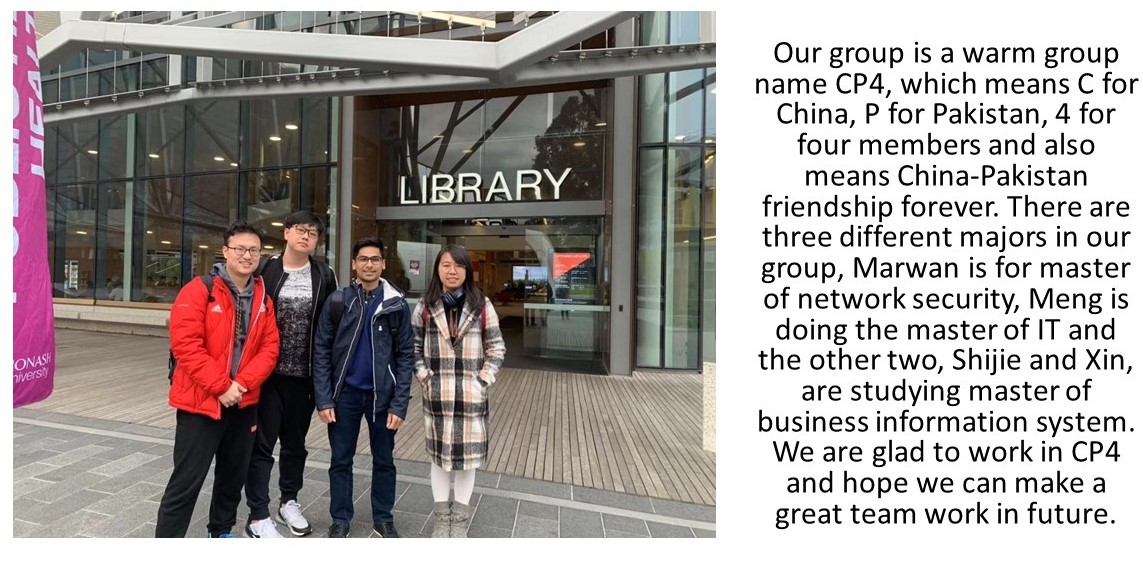 HEALT
LIBRARY
ONASH
niversity
Our group is a warm group
name CP4, which means C for
China, P for Pakistan, 4 for
four members and also
means China-Pakistan
friendship forever. There are
three different majors in our
group, Marwan is for master
of network security, Meng is
doing the master of IT and
the other two, Shijie and Xin,
are studying master of
business information system.
We are glad to work in CP4
and hope we can make a
great team work in future.